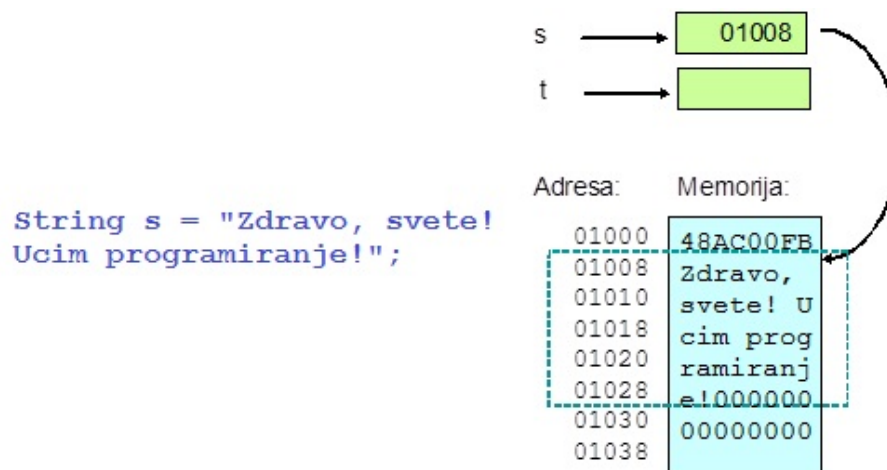 s 01008
t
String s = "Zdravo, svete!
Ucim programiranje!";
Adresa: Memorija:
01000 48AC00FB
01008 Zdravo,
01010 svete! U
01018 cim prog
01020 ramiranj
01028 e!000000
01030 00000000
01038